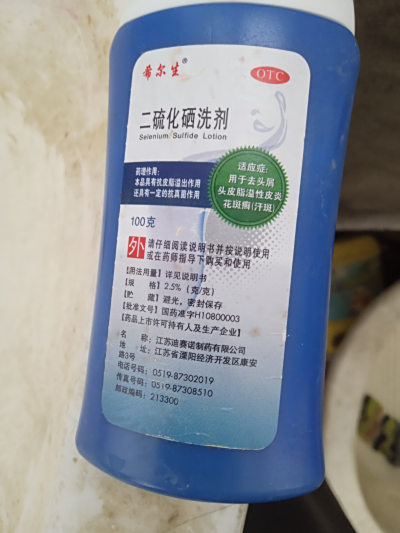 希尔生®
OTC
二硫化硒洗剂
Selenium Sulfide Lotion
药理作用:
本品具有抗皮脂溢出作用
还具有一定的抗真菌作用
适应症:
用于去头屑
头皮脂溢性皮炎
花斑癣(汗斑)
100克
外
请仔细阅读说明书并按说明使用
或在药师指导下购买和使用
【用法用量】详见说明书
【规 格】2.5%(克/克)
【贮 藏】避光,密封保存
【批准文号】国药准字H10800003
【药品上市许可持有人及生产企业】
名 称:江苏迪赛诺制药有限公司
地 址:江苏省溧阳经济开发区康安
路3号
电话号码:0519-87302019
传真号码:0519-87308510
邮政编码:213300